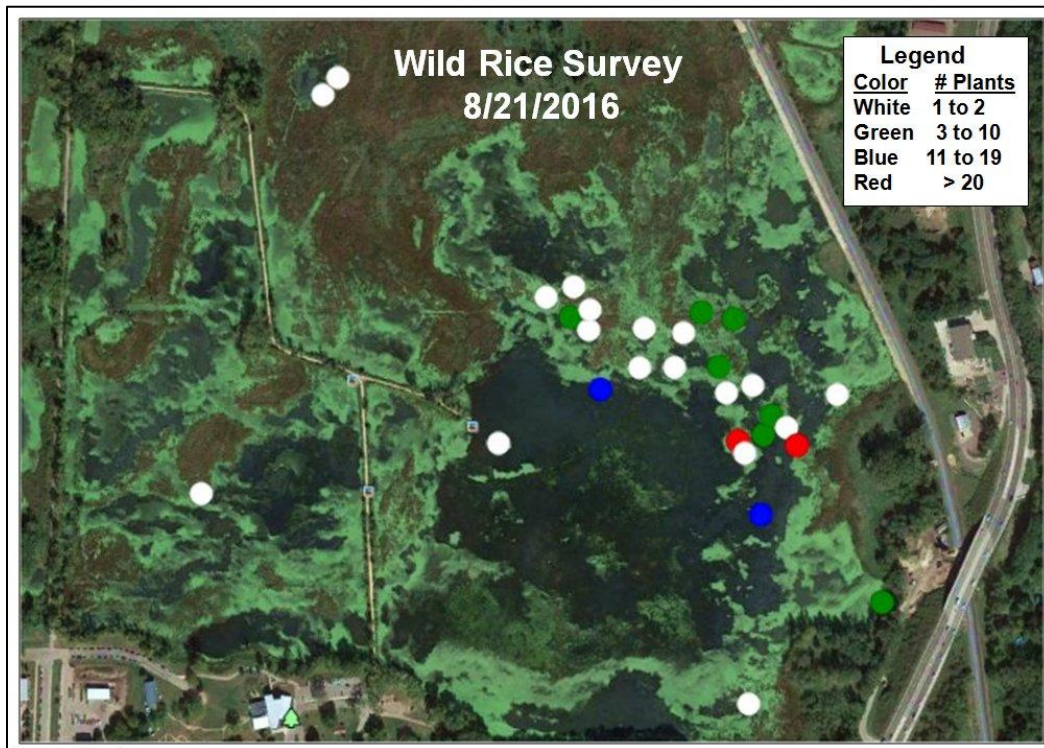 Wild Rice Survey
8/21/2016
Legend
Color # Plants
White 1 to 2
Green 3 to 10
Blue 11 to 19
Red > 20